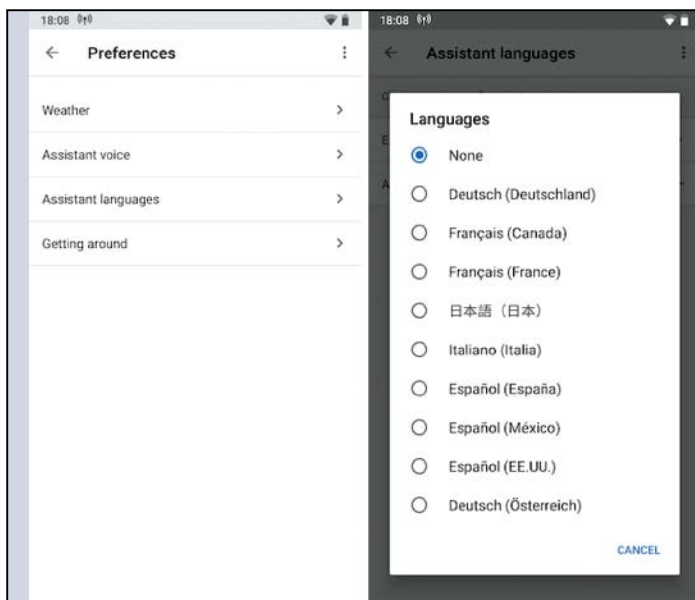 18:08
Preferences
Weather
Assistant voice
Assistant languages
Getting around
18:08
Assistant languages
Languages
None
Deutsch (Deutschland)
Français (Canada)
Français (France)
日本語（日本）
Italiano (Italia)
Español (España)
Español (México)
Español (EE.UU.)
Deutsch (Österreich)
CANCEL